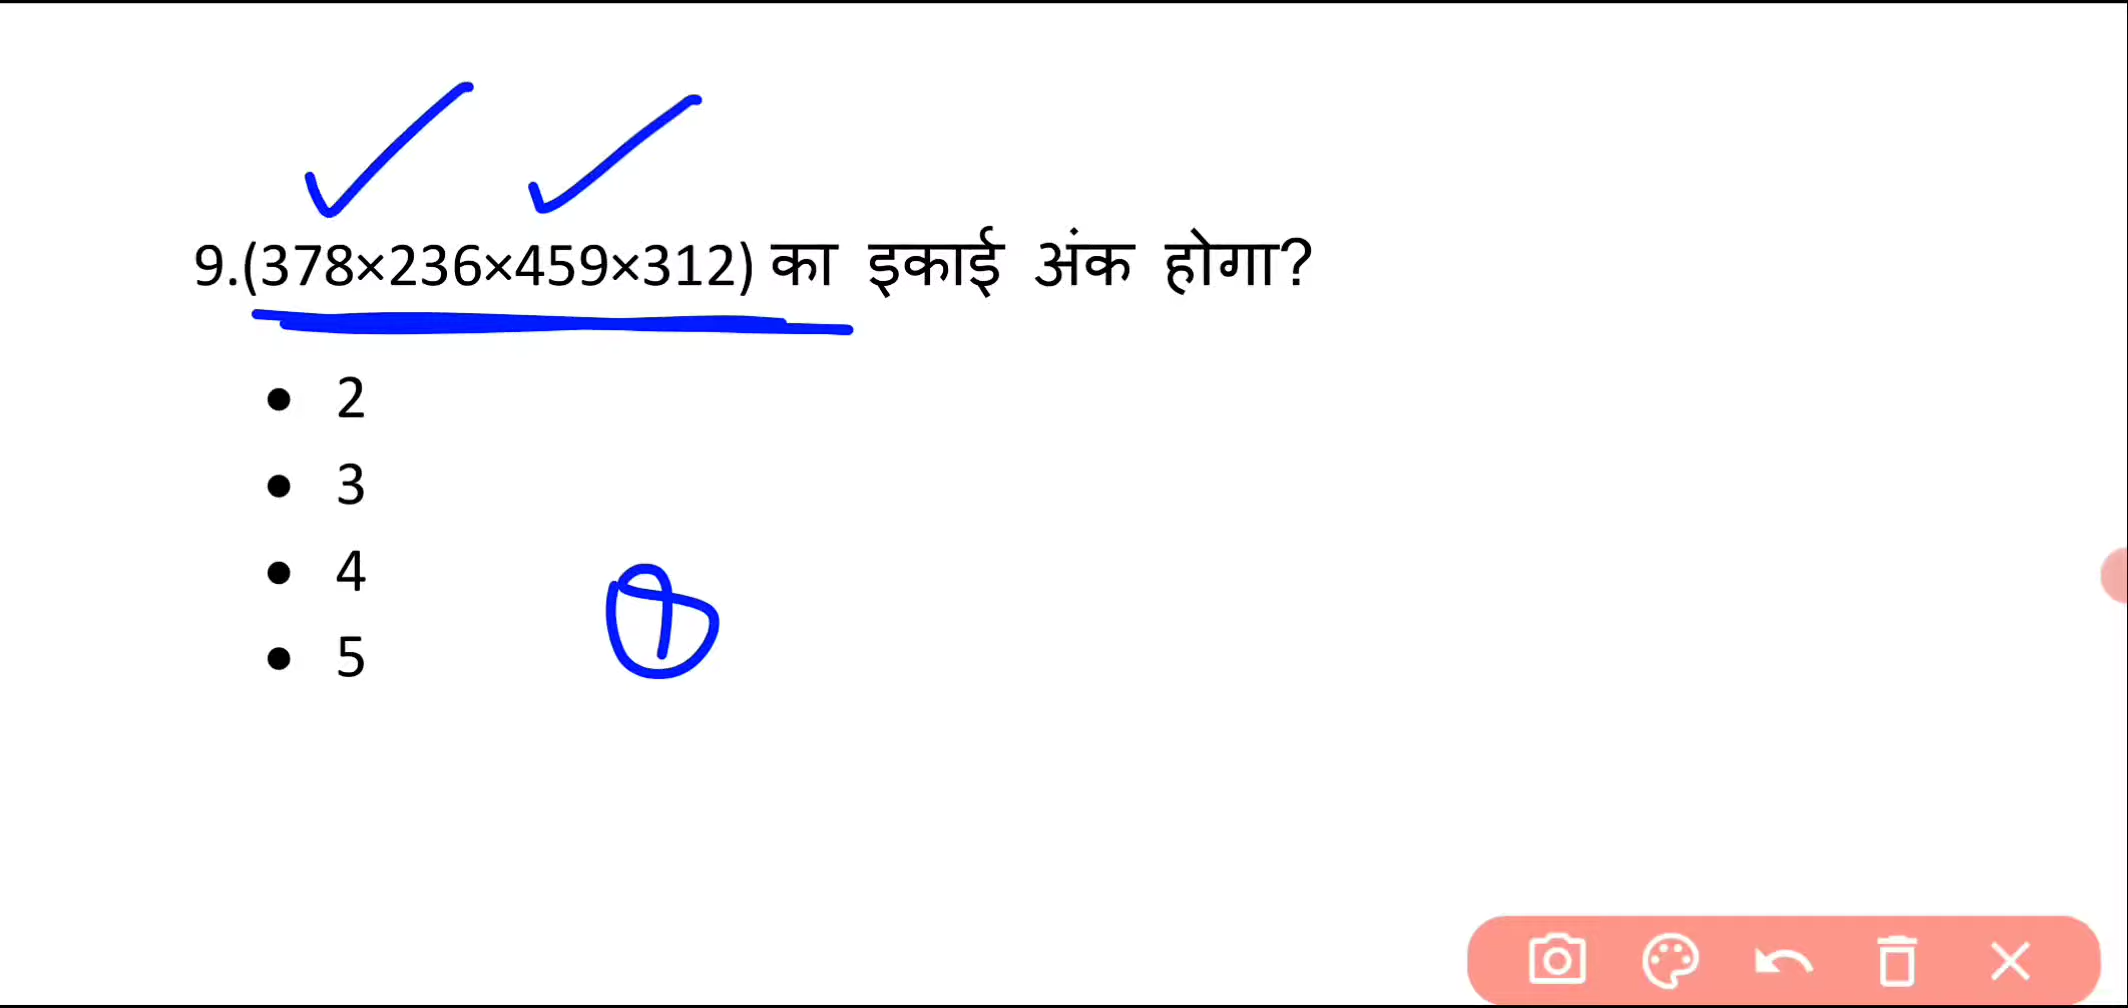 9.(378×236×459×312) का इकाई अंक होगा?
• 2
• 3
• 4
• 5